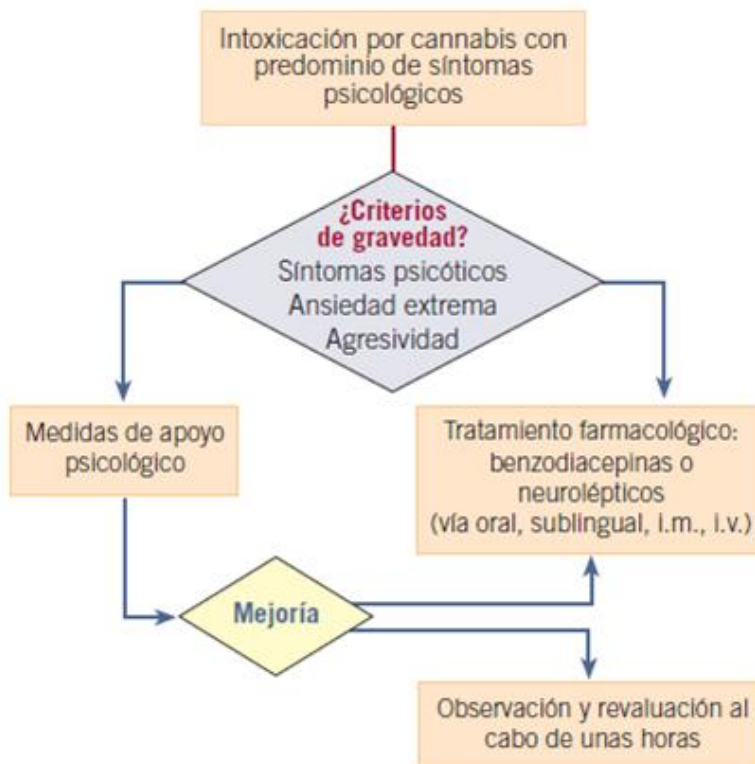 Intoxicación por cannabis con
predominio de síntomas
psicológicos
¿Criterios
de gravedad?
Síntomas psicóticos
Ansiedad extrema
Agresividad
Medidas de apoyo
psicológico
Tratamiento farmacológico:
benzodiacepinas o
neurolépticos
(vía oral, sublingual, i.m., i.v.)
Mejoría
Observación y revaluación al
cabo de unas horas